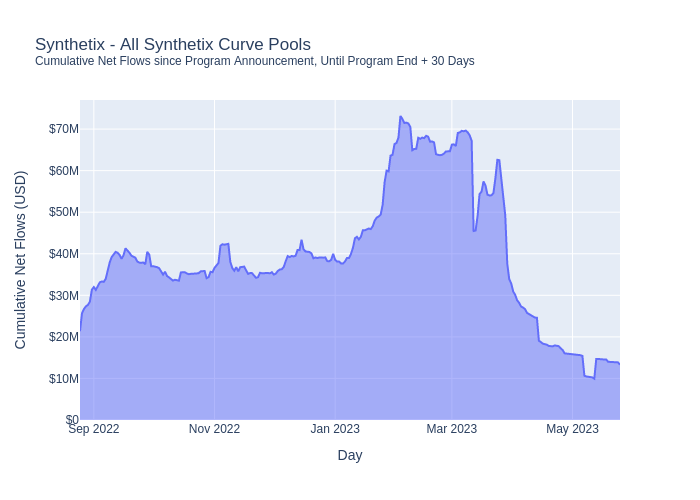 Synthetix - All Synthetix Curve Pools
Cumulative Net Flows since Program Announcement, Until Program End + 30 Days
Cumulative Net Flows (USD)
$70M
$60M
$50M
$40M
$30M
$20M
$10M
$0
Sep 2022 Nov 2022 Jan 2023 Mar 2023 May 2023
Day